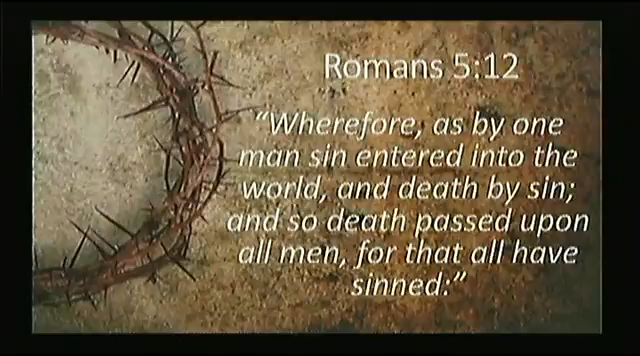 Romans 5:12
“Wherefore, as by one
man sin entered into the
world, and death by sin;
and so death passed upon
all men, for that all have
sinned:”